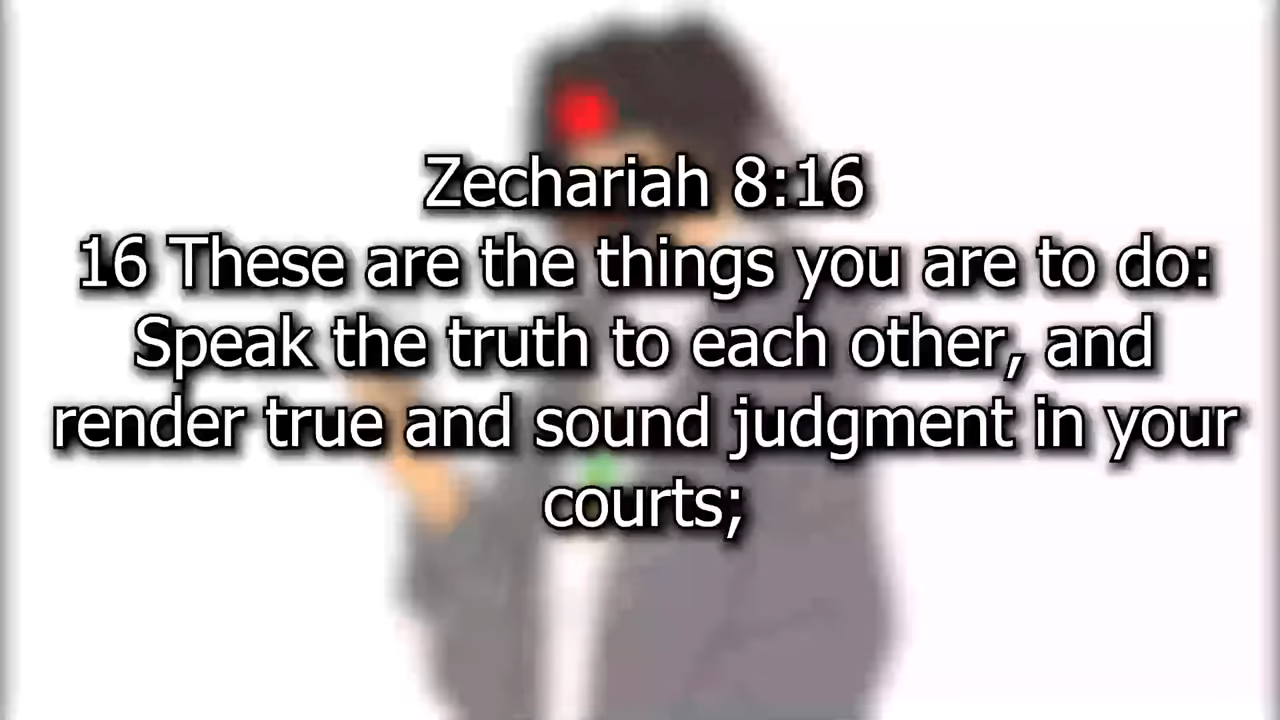 Zechariah 8:16
16 These are the things you are to do:
Speak the truth to each other, and
render true and sound judgment in your
courts;